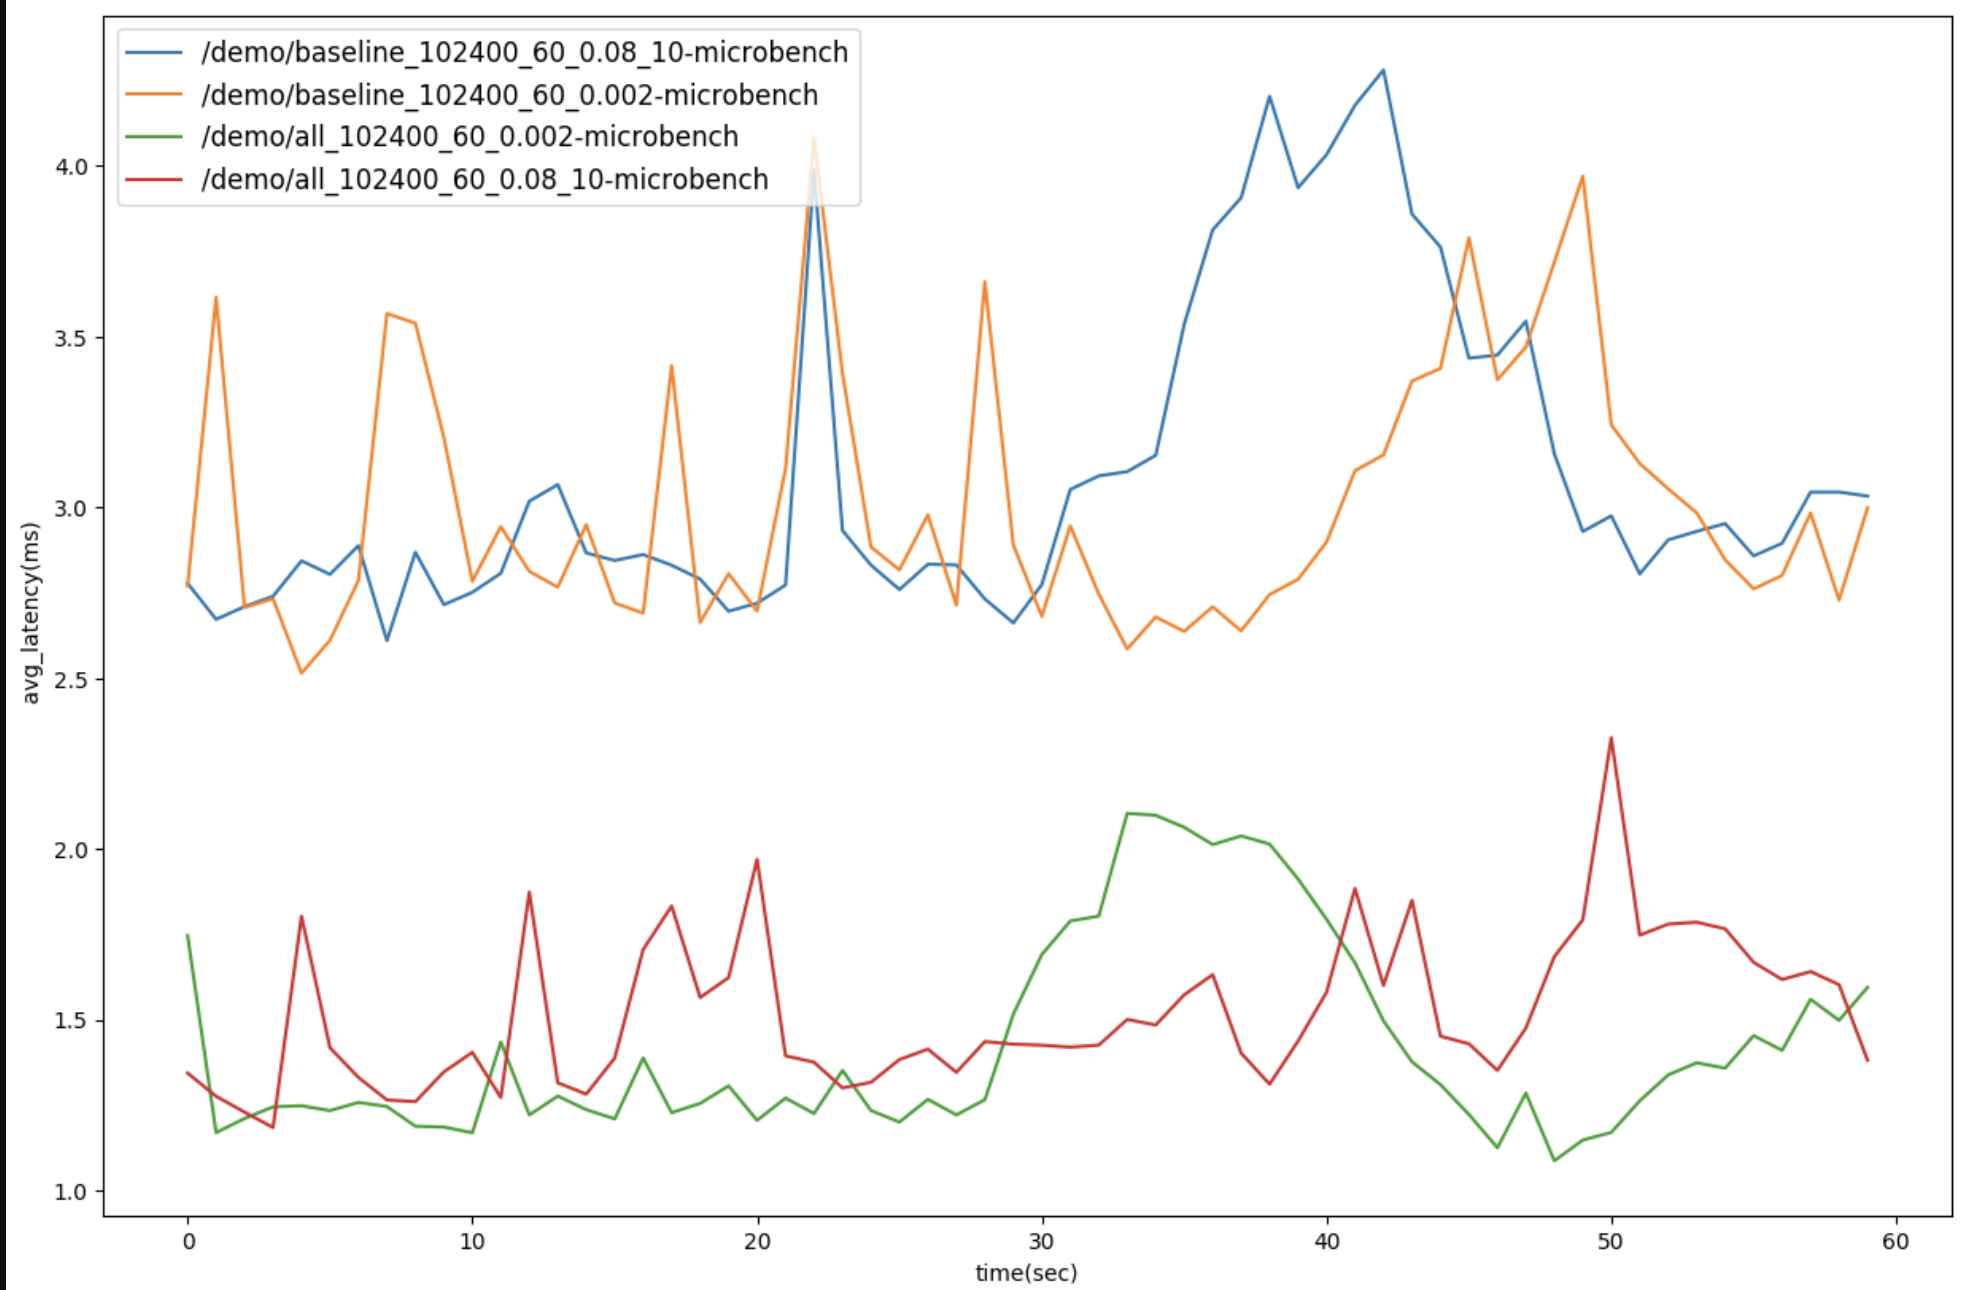 /demo/baseline_102400_60_0.08_10-microbench
/demo/baseline_102400_60_0.002-microbench
/demo/all_102400_60_0.002-microbench
/demo/all_102400_60_0.08_10-microbench
avg_latency(ms)
4.0
3.5
3.0
2.5
2.0
1.5
1.0
0 10 20 30 40 50 60
time(sec)